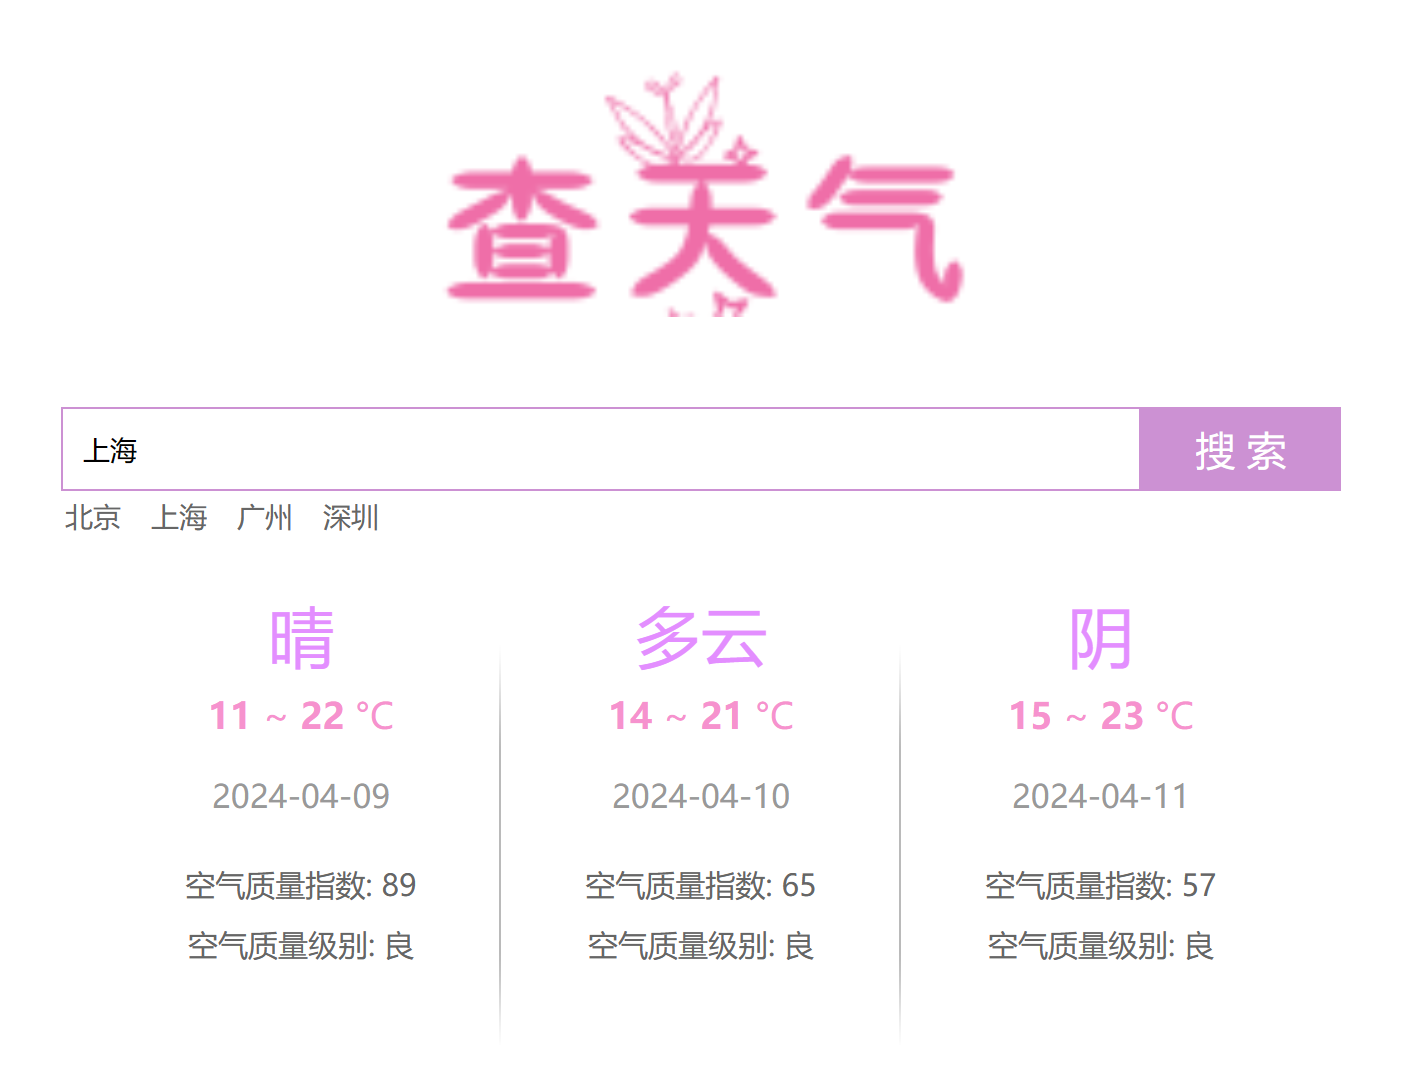 查天气
上海
搜 索
北京 上海 广州 深圳
晴
11 ~ 22 °C
2024-04-09
空气质量指数: 89
空气质量级别: 良
多云
14 ~ 21 °C
2024-04-10
空气质量指数: 65
空气质量级别: 良
阴
15 ~ 23 °C
2024-04-11
空气质量指数: 57
空气质量级别: 良